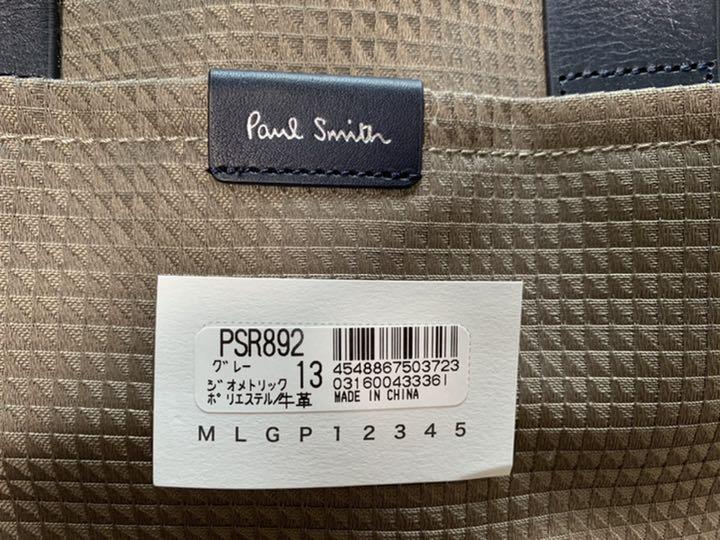 Paul Smith
PSR892
グレー
ジオメトリック 13
ポリエステル/牛革
4548867503723
031600433361
MADE IN CHINA
M L G P 1 2 3 4 5